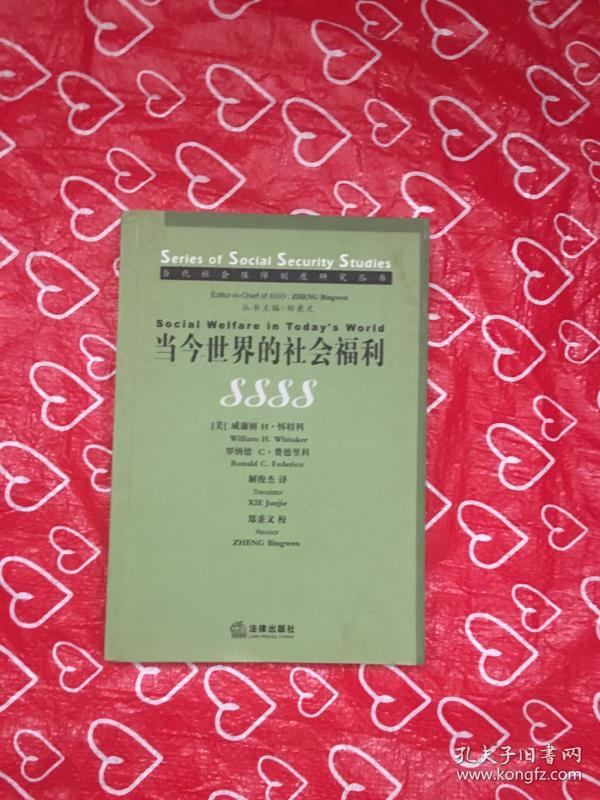 Series of Social Security Studies
当代社会保障制度研究丛书
Editor-in-Chief of SSSS / ZHENG Bingwen
丛书主编/郑秉文
Social Welfare in Today's World
当今世界的社会福利
SSSS
[美] 威廉姆 H·怀特科
William H. Whitaker
罗纳德 C·费德里科
Ronald C. Federico
解俊杰 译
Translator
XIE Junjie
郑秉文 校
Revisor
ZHENG Bingwen
法律出版社
LAW PRESS CHINA
孔夫子旧书网
www.kongfz.com